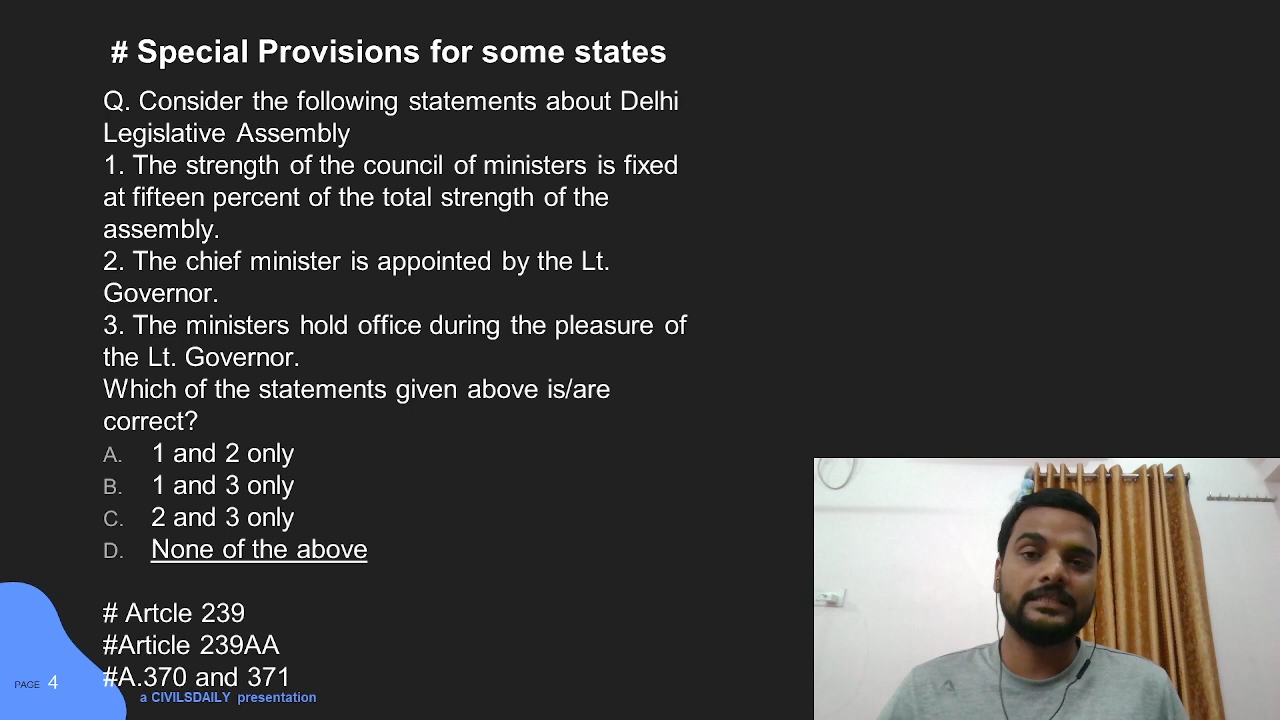 # Special Provisions for some states
Q. Consider the following statements about Delhi
Legislative Assembly
1. The strength of the council of ministers is fixed
at fifteen percent of the total strength of the
assembly.
2. The chief minister is appointed by the Lt.
Governor.
3. The ministers hold office during the pleasure of
the Lt. Governor.
Which of the statements given above is/are
correct?
A. 1 and 2 only
B. 1 and 3 only
C. 2 and 3 only
D. None of the above
# Artcle 239
#Article 239AA
#A.370 and 371
PAGE 4
a CIVILSDAILY presentation